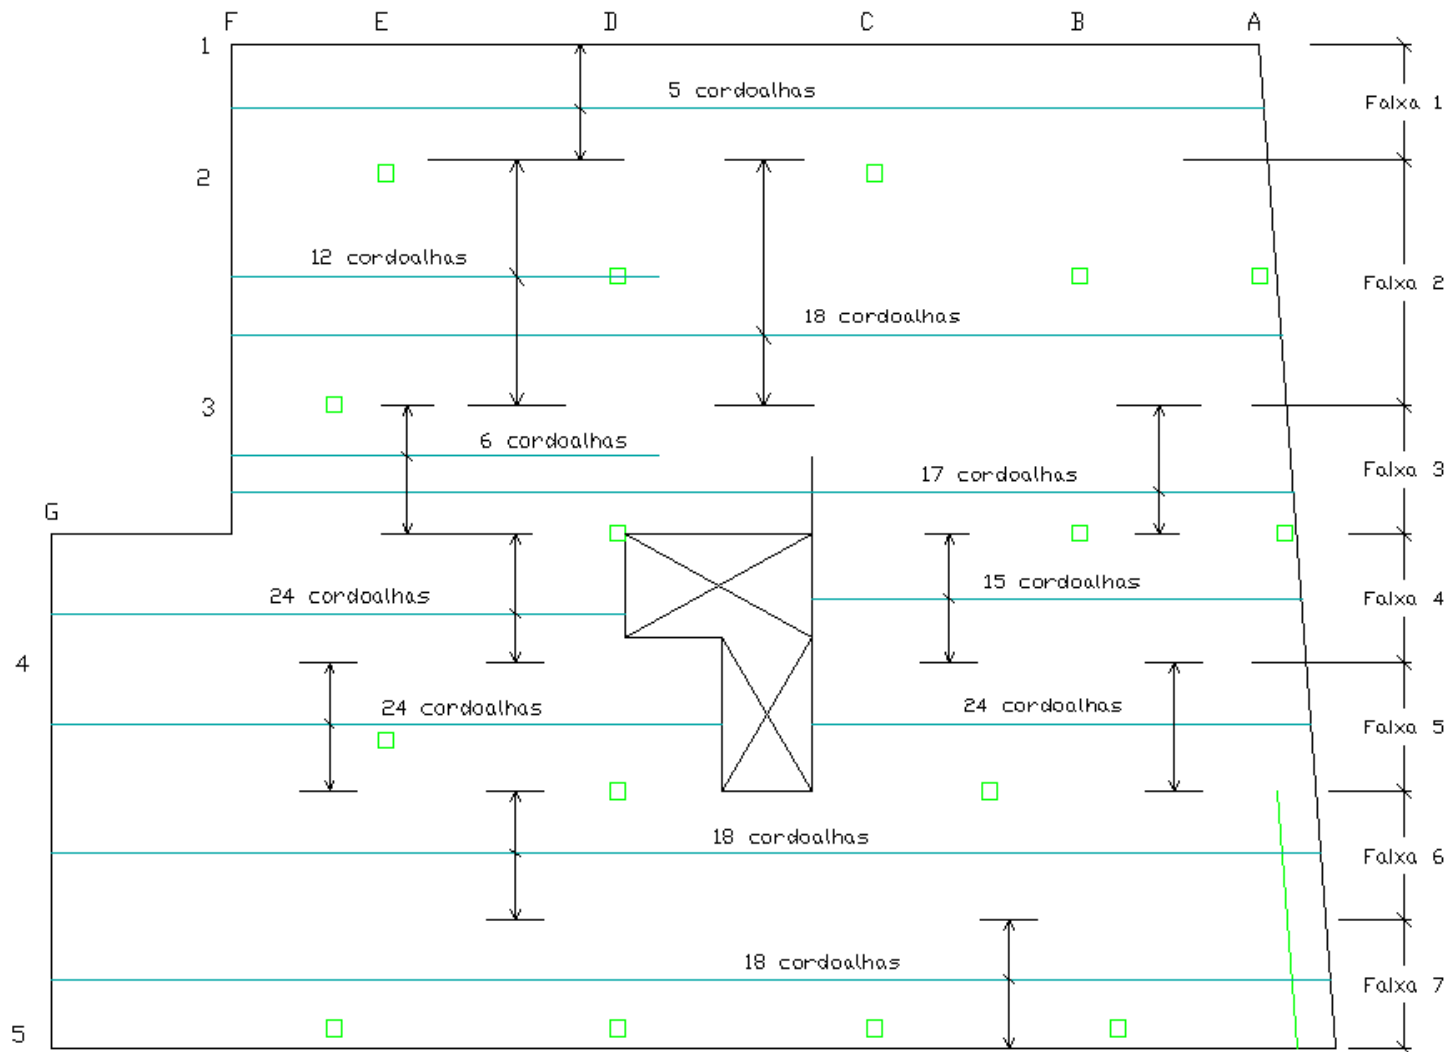 F E D C B A
1
5 cordoalhas
Faixa 1
2
12 cordoalhas
Faixa 2
18 cordoalhas
3
6 cordoalhas
Faixa 3
17 cordoalhas
G
15 cordoalhas
24 cordoalhas
Faixa 4
4
24 cordoalhas
24 cordoalhas
Faixa 5
18 cordoalhas
Faixa 6
18 cordoalhas
Faixa 7
5